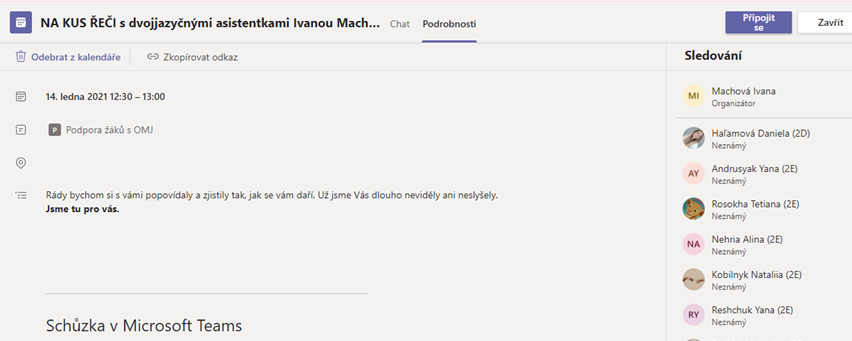 NA KUS ŘEČI s dvojjazyčnými asistentkami Ivanou Mach...
Chat
Podrobnosti
Připojit se
Zavřít
Odebrat z kalendáře
Zkopírovat odkaz
14. ledna 2021 12:30 – 13:00
P Podpora žáků s OMJ
Rády bychom si s vámi popovídaly a zjistily tak, jak se vám daří. Už jsme Vás dlouho neviděly ani neslyšely.
Jsme tu pro vás.
Schůzka v Microsoft Teams
Sledování
MI Machová Ivana
Organizátor
Haľamová Daniela (2D)
Neznámý
AY Andrusyak Yana (2E)
Neznámý
Rosokha Tetiana (2E)
Neznámý
NA Nehria Alina (2E)
Neznámý
Kobilnyk Nataliia (2E)
Neznámý
RY Reshchuk Yana (2E)
Neznámý